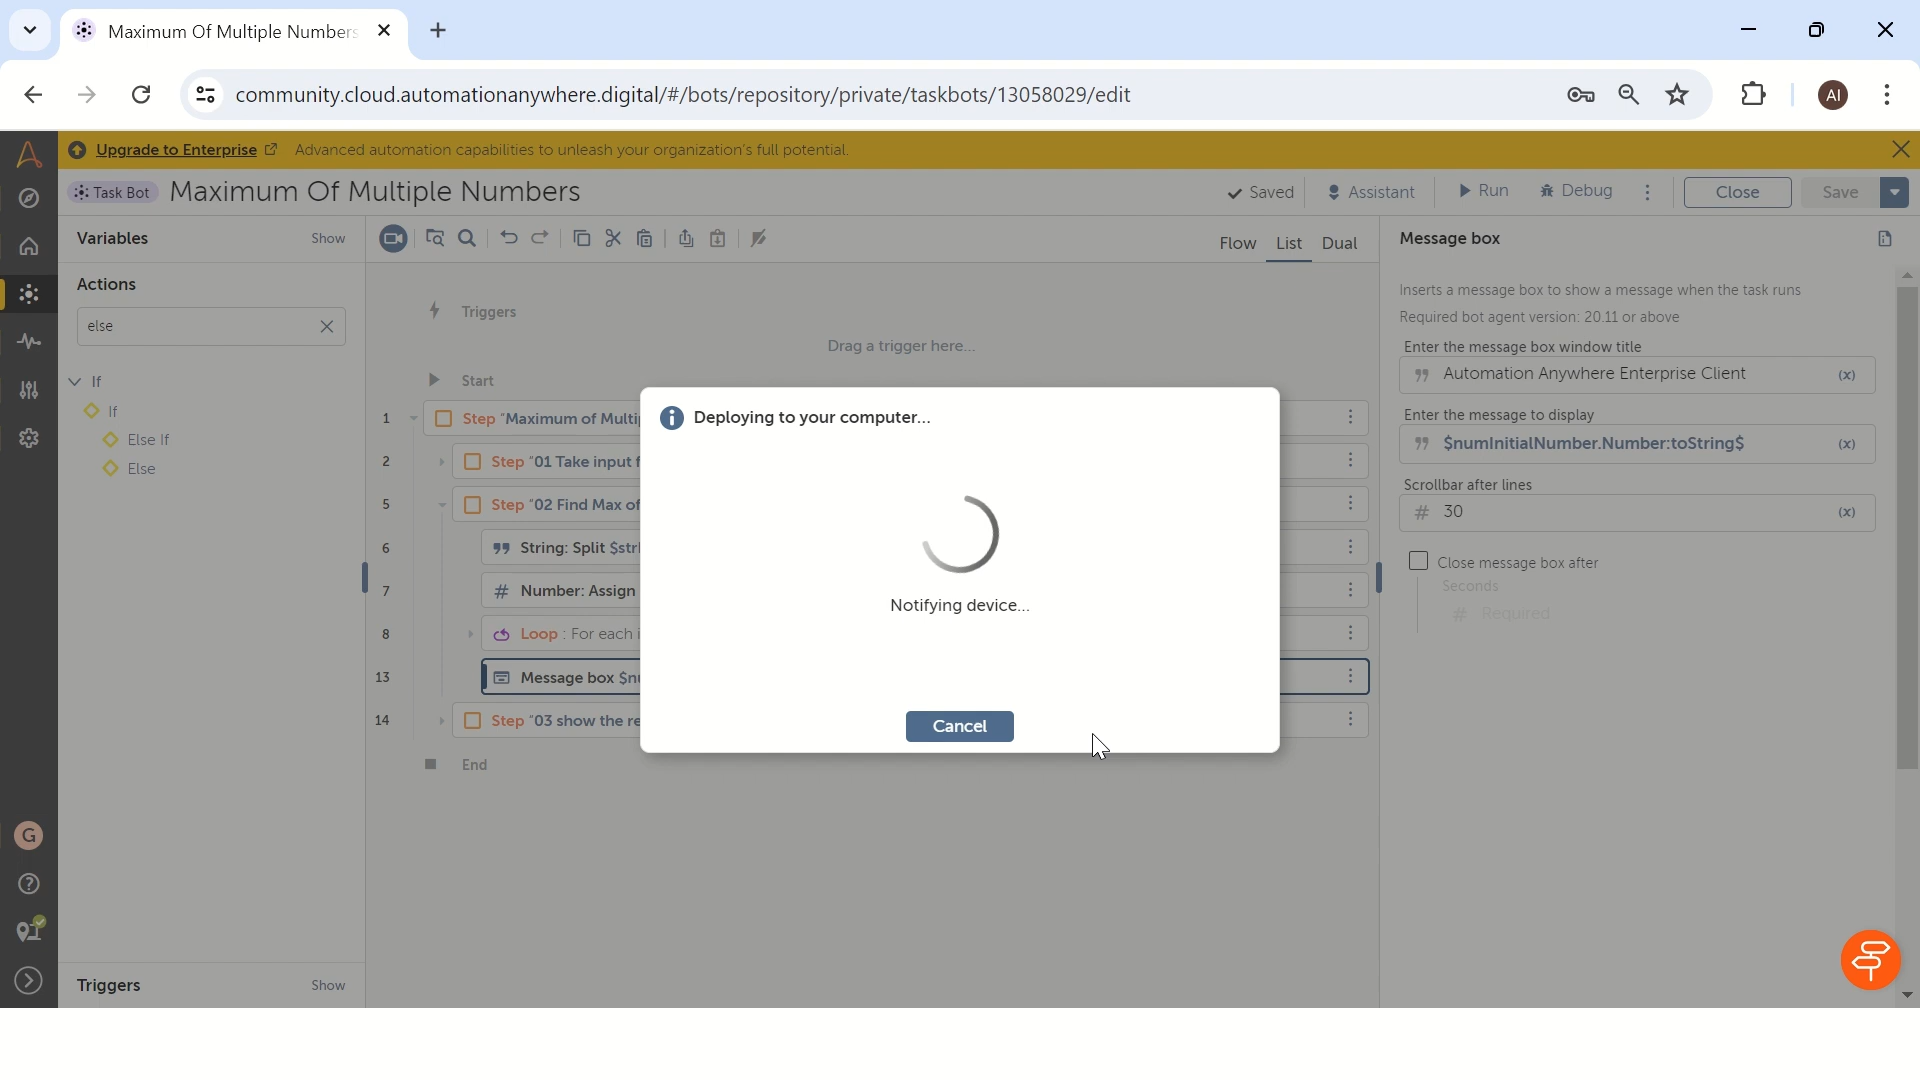 Maximum Of Multiple Numbers
community.cloud.automationanywhere.digital/#/bots/repository/private/taskbots/13058029/edit
AI
Upgrade to Enterprise Advanced automation capabilities to unleash your organization's full potential.
Task Bot Maximum Of Multiple Numbers
Saved
Assistant
Run
Debug
Close
Save
Variables
Show
Flow
List
Dual
Message box
Actions
else
If
If
Else If
Else
Triggers
Drag a trigger here...
Start
1 Step "Maximum of Multip
2 Step "01 Take input f
5 Step "02 Find Max of
6 String: Split $str
7 Number: Assign
8 Loop : For each i
13 Message box $nu
14 Step "03 show the re
End
Deploying to your computer...
Notifying device...
Cancel
Inserts a message box to show a message when the task runs
Required bot agent version: 20.11 or above
Enter the message box window title
Automation Anywhere Enterprise Client (x)
Enter the message to display
$numInitialNumber.Number:toString$ (x)
Scrollbar after lines
# 30 (x)
Close message box after
Seconds
# Required
G
Triggers
Show